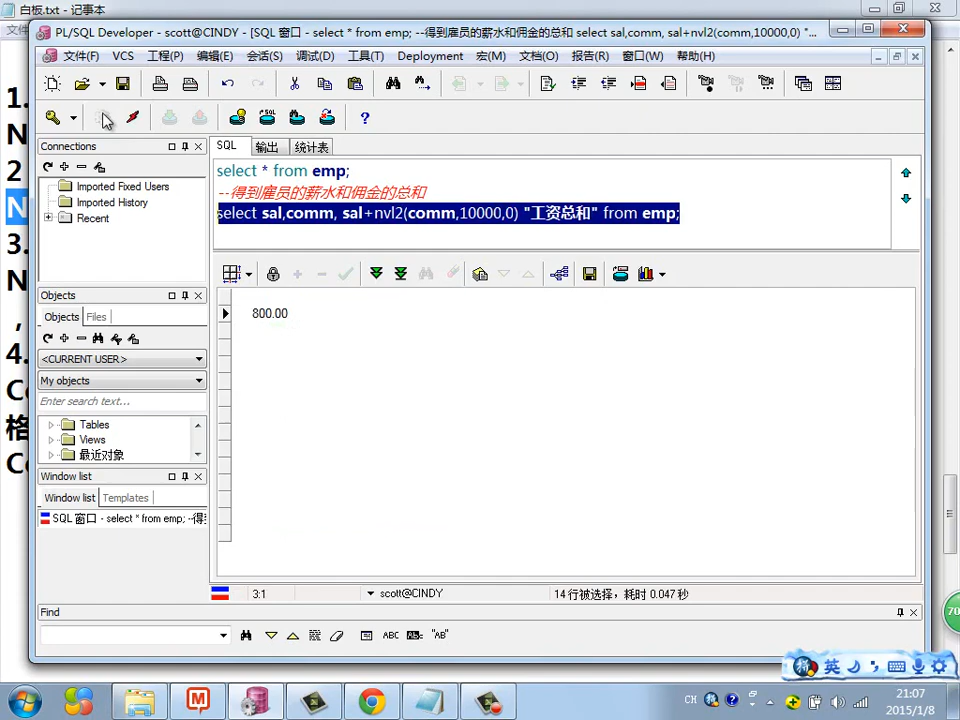 白板.txt - 记事本
PL/SQL Developer - scott@CINDY - [SQL 窗口 - select * from emp; --得到雇员的薪水和佣金的总和 select sal,comm, sal+nvl2(comm,10000,0) "...
文件(F) VCS 工程(P) 编辑(E) 会话(S) 调试(D) 工具(T) Deployment 宏(M) 文档(O) 报告(R) 窗口(W) 帮助(H)
1.
N
2
N
3.
N
,
4.
Co
格
Co
Connections
Imported Fixed Users
Imported History
Recent
Objects
Objects Files
<CURRENT USER>
My objects
Enter search text...
Tables
Views
最近对象
Window list
Window list Templates
SQL 窗口 - select * from emp; --得
SQL 输出 统计表
select * from emp;
--得到雇员的薪水和佣金的总和
select sal,comm, sal+nvl2(comm,10000,0) "工资总和" from emp;
800.00
3:1 scott@CINDY 14 行被选择，耗时 0.047 秒
Find
ABC "AB"
英
70
CH 21:07
2015/1/8